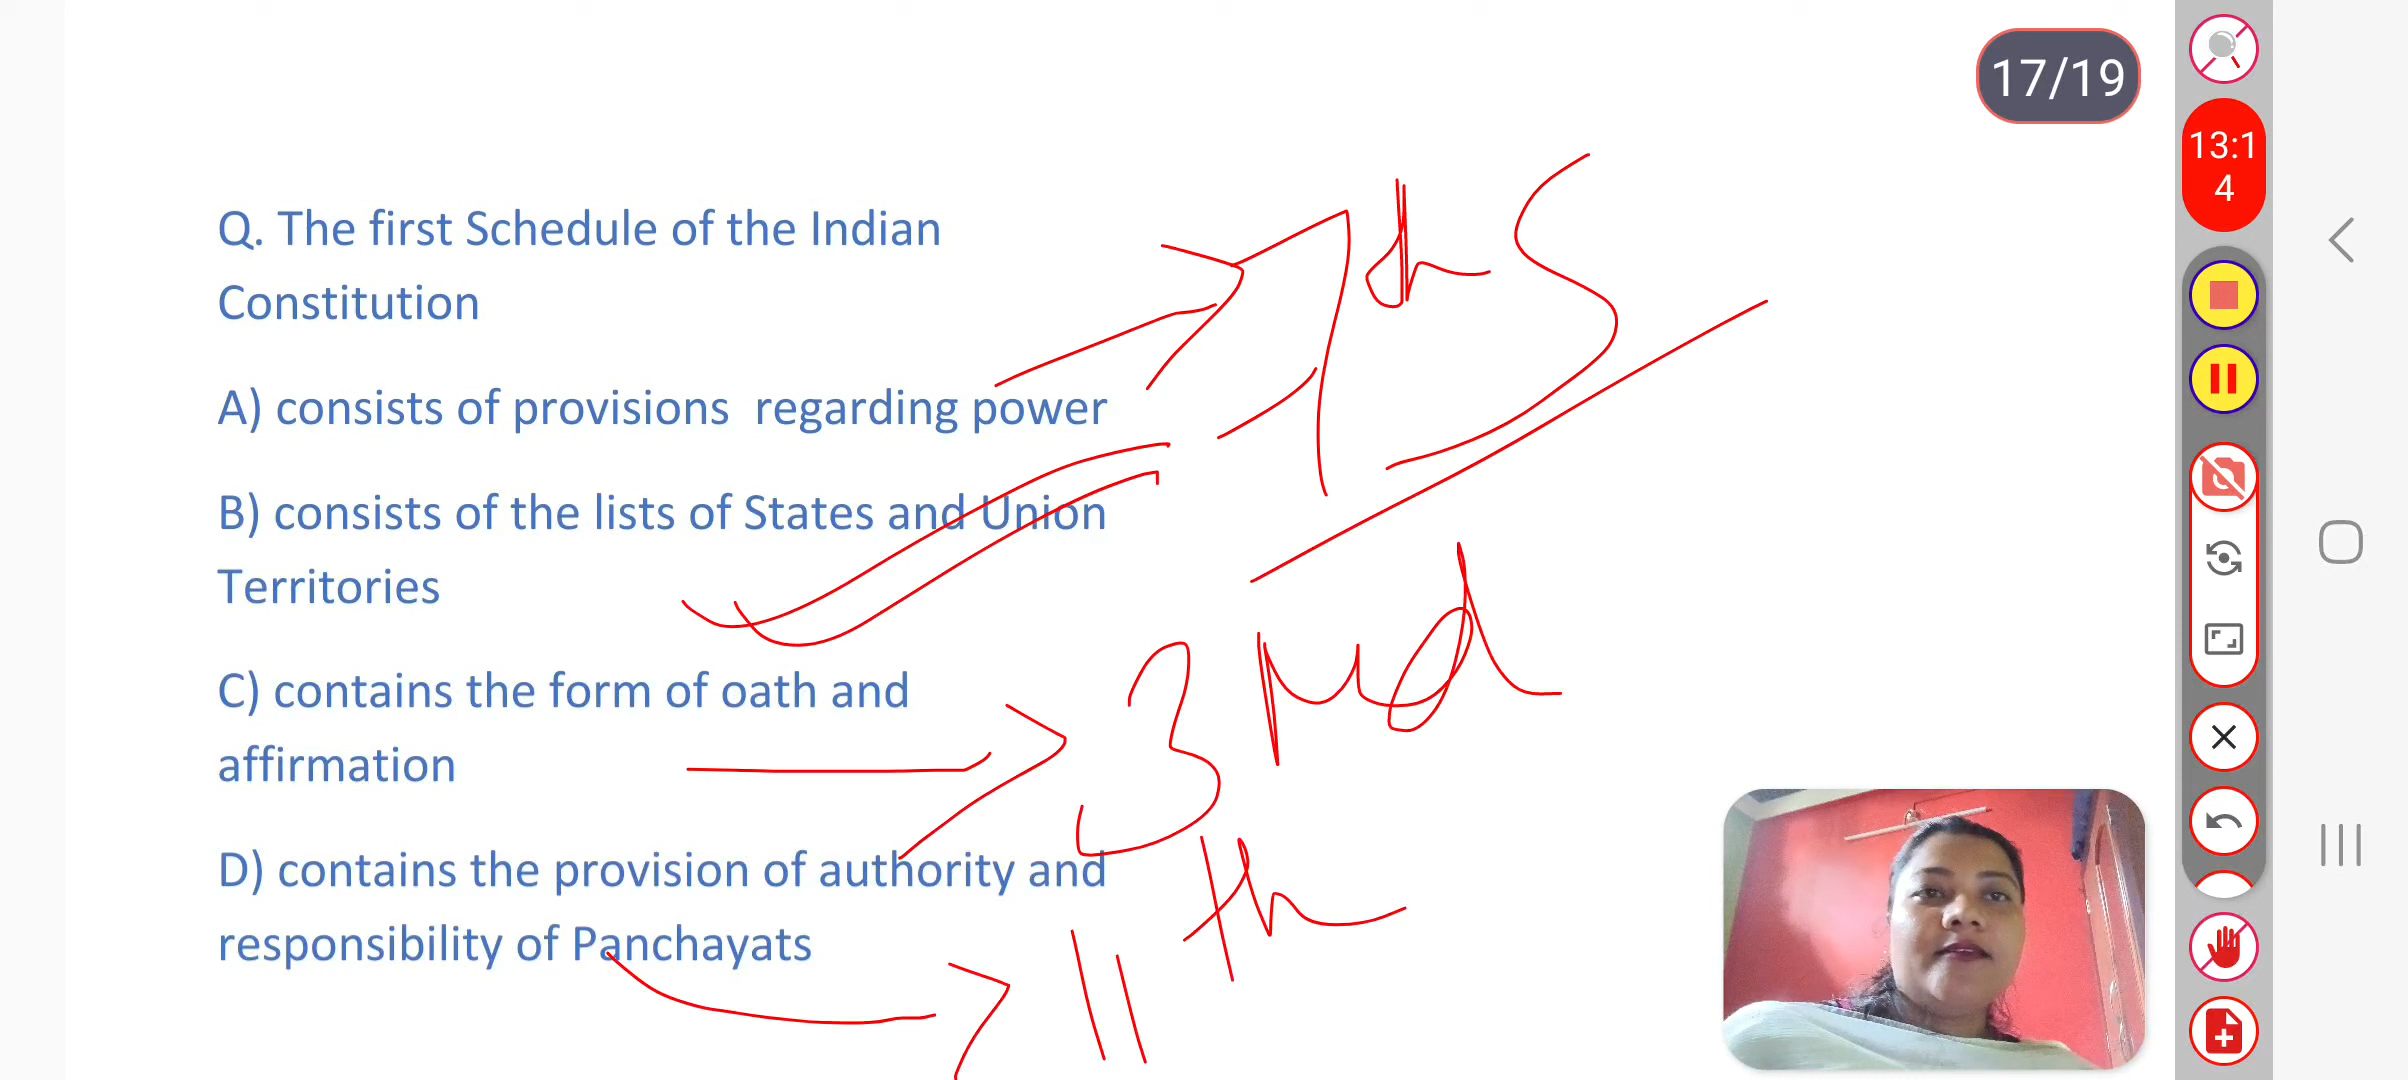 17/19
13:1
4
Q. The first Schedule of the Indian
Constitution
7th S
A) consists of provisions  regarding power
B) consists of the lists of States and Union
Territories
C) contains the form of oath and
affirmation
3rd
D) contains the provision of authority and
responsibility of Panchayats
11th